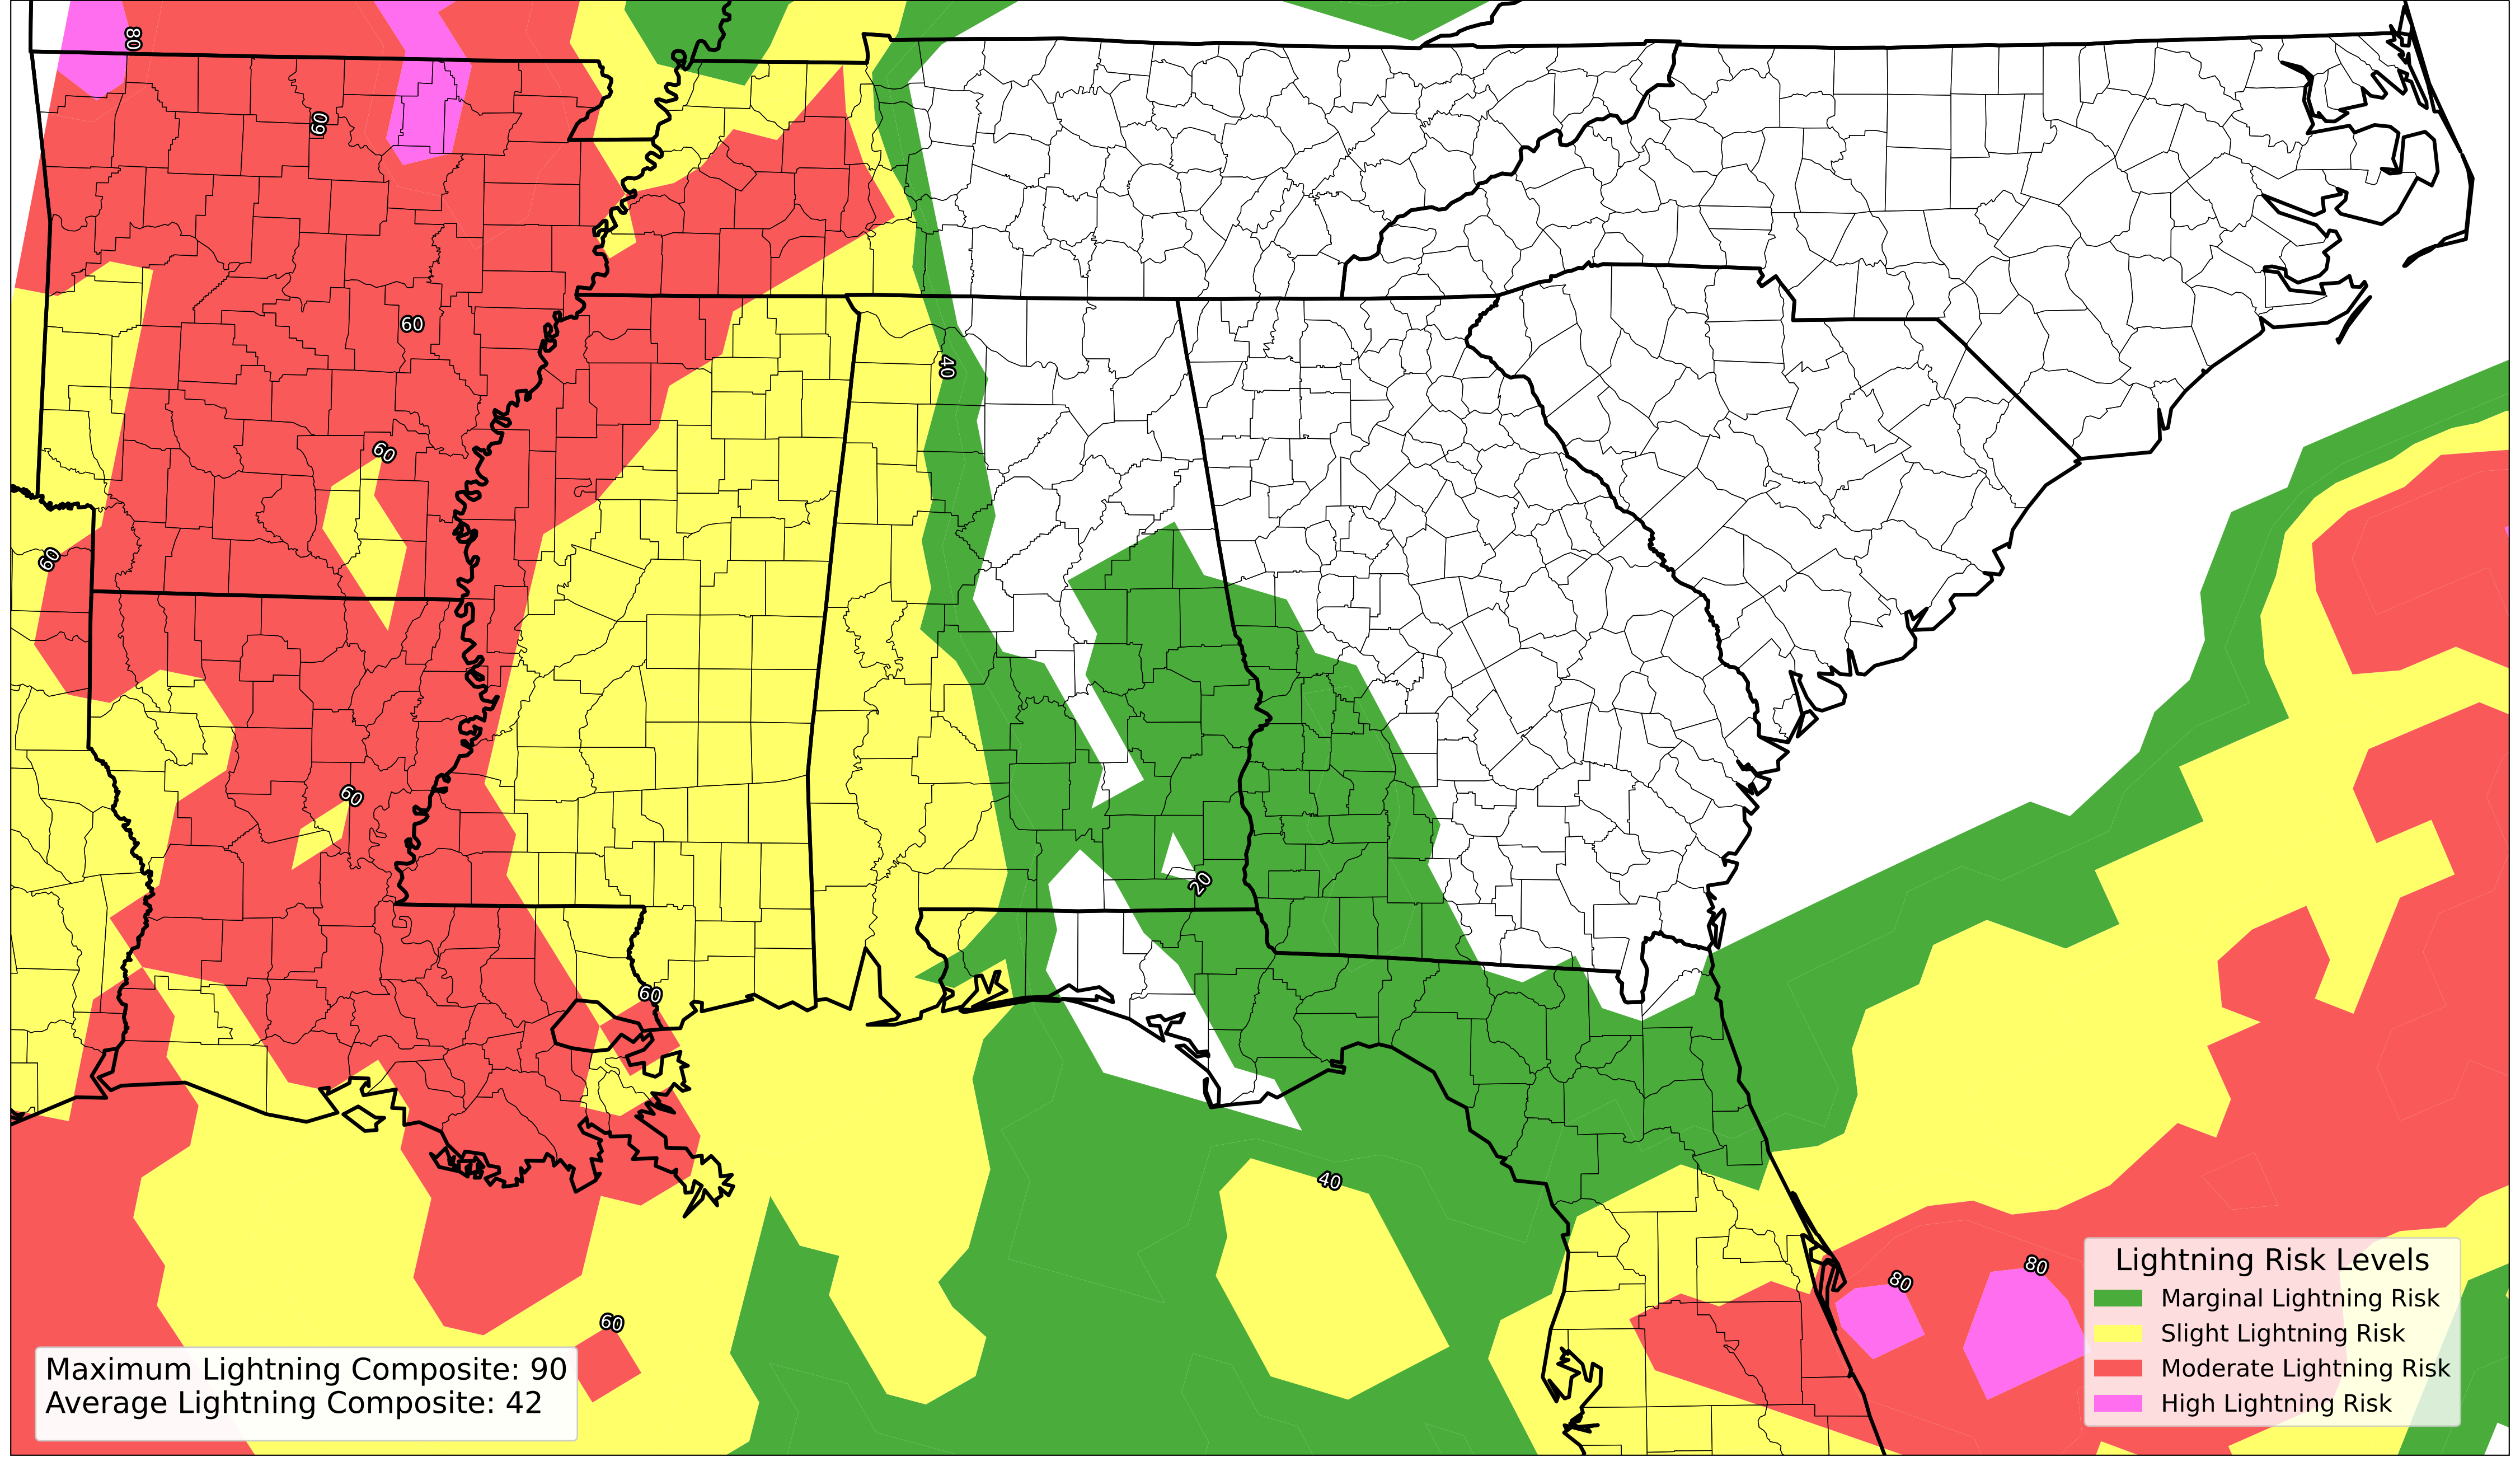 80
60
60
40
60
60
60
20
60
40
80
80
60
Lightning Risk Levels
Marginal Lightning Risk
Slight Lightning Risk
Moderate Lightning Risk
High Lightning Risk
Maximum Lightning Composite: 90
Average Lightning Composite: 42